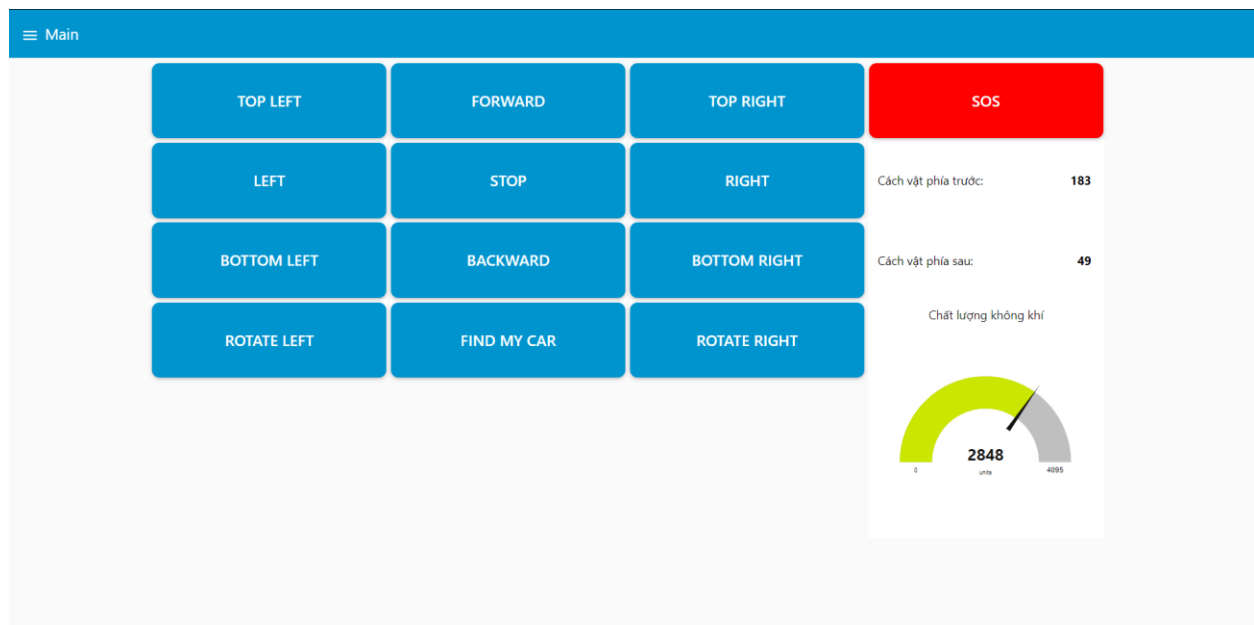 Main
TOP LEFT
FORWARD
TOP RIGHT
SOS
LEFT
STOP
RIGHT
Cách vật phía trước: 183
BOTTOM LEFT
BACKWARD
BOTTOM RIGHT
Cách vật phía sau: 49
ROTATE LEFT
FIND MY CAR
ROTATE RIGHT
Chất lượng không khí
2848
units
0
4095